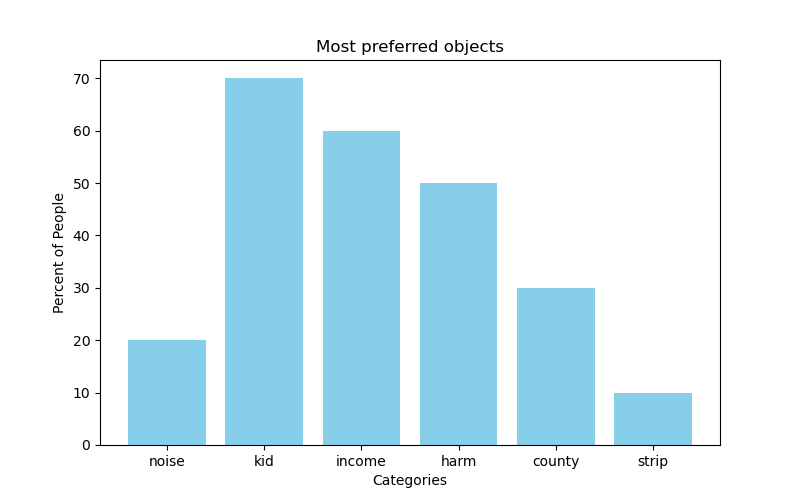 Most preferred objects
Percent of People
70
60
50
40
30
20
10
0
noise kid income harm county strip
Categories